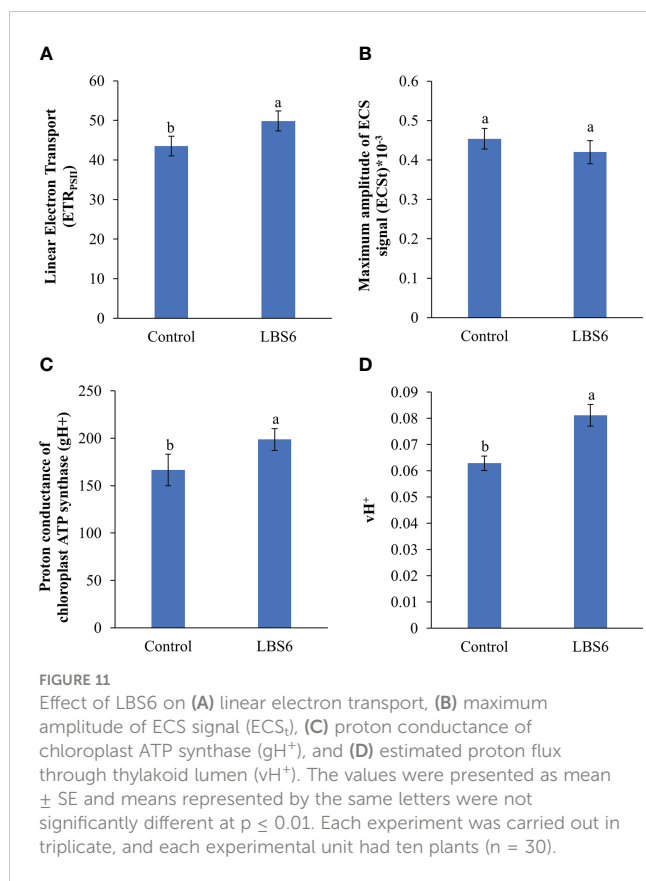 A
Linear Electron Transport
(ETRPSII)
60
50
40
30
20
10
0
b
a
Control
LBS6
B
Maximum amplitude of ECS
signal (ECSt)*10-3
0.6
0.5
0.4
0.3
0.2
0.1
0
a
a
Control
LBS6
C
Proton conductance of
chloroplast ATP synthase (gH+)
250
200
150
100
50
0
b
a
Control
LBS6
D
vH+
0.09
0.08
0.07
0.06
0.05
0.04
0.03
0.02
0.01
0
b
a
Control
LBS6
FIGURE 11
Effect of LBS6 on (A) linear electron transport, (B) maximum
amplitude of ECS signal (ECSt), (C) proton conductance of
chloroplast ATP synthase (gH+), and (D) estimated proton flux
through thylakoid lumen (vH+). The values were presented as mean
± SE and means represented by the same letters were not
significantly different at p ≤ 0.01. Each experiment was carried out in
triplicate, and each experimental unit had ten plants (n = 30).